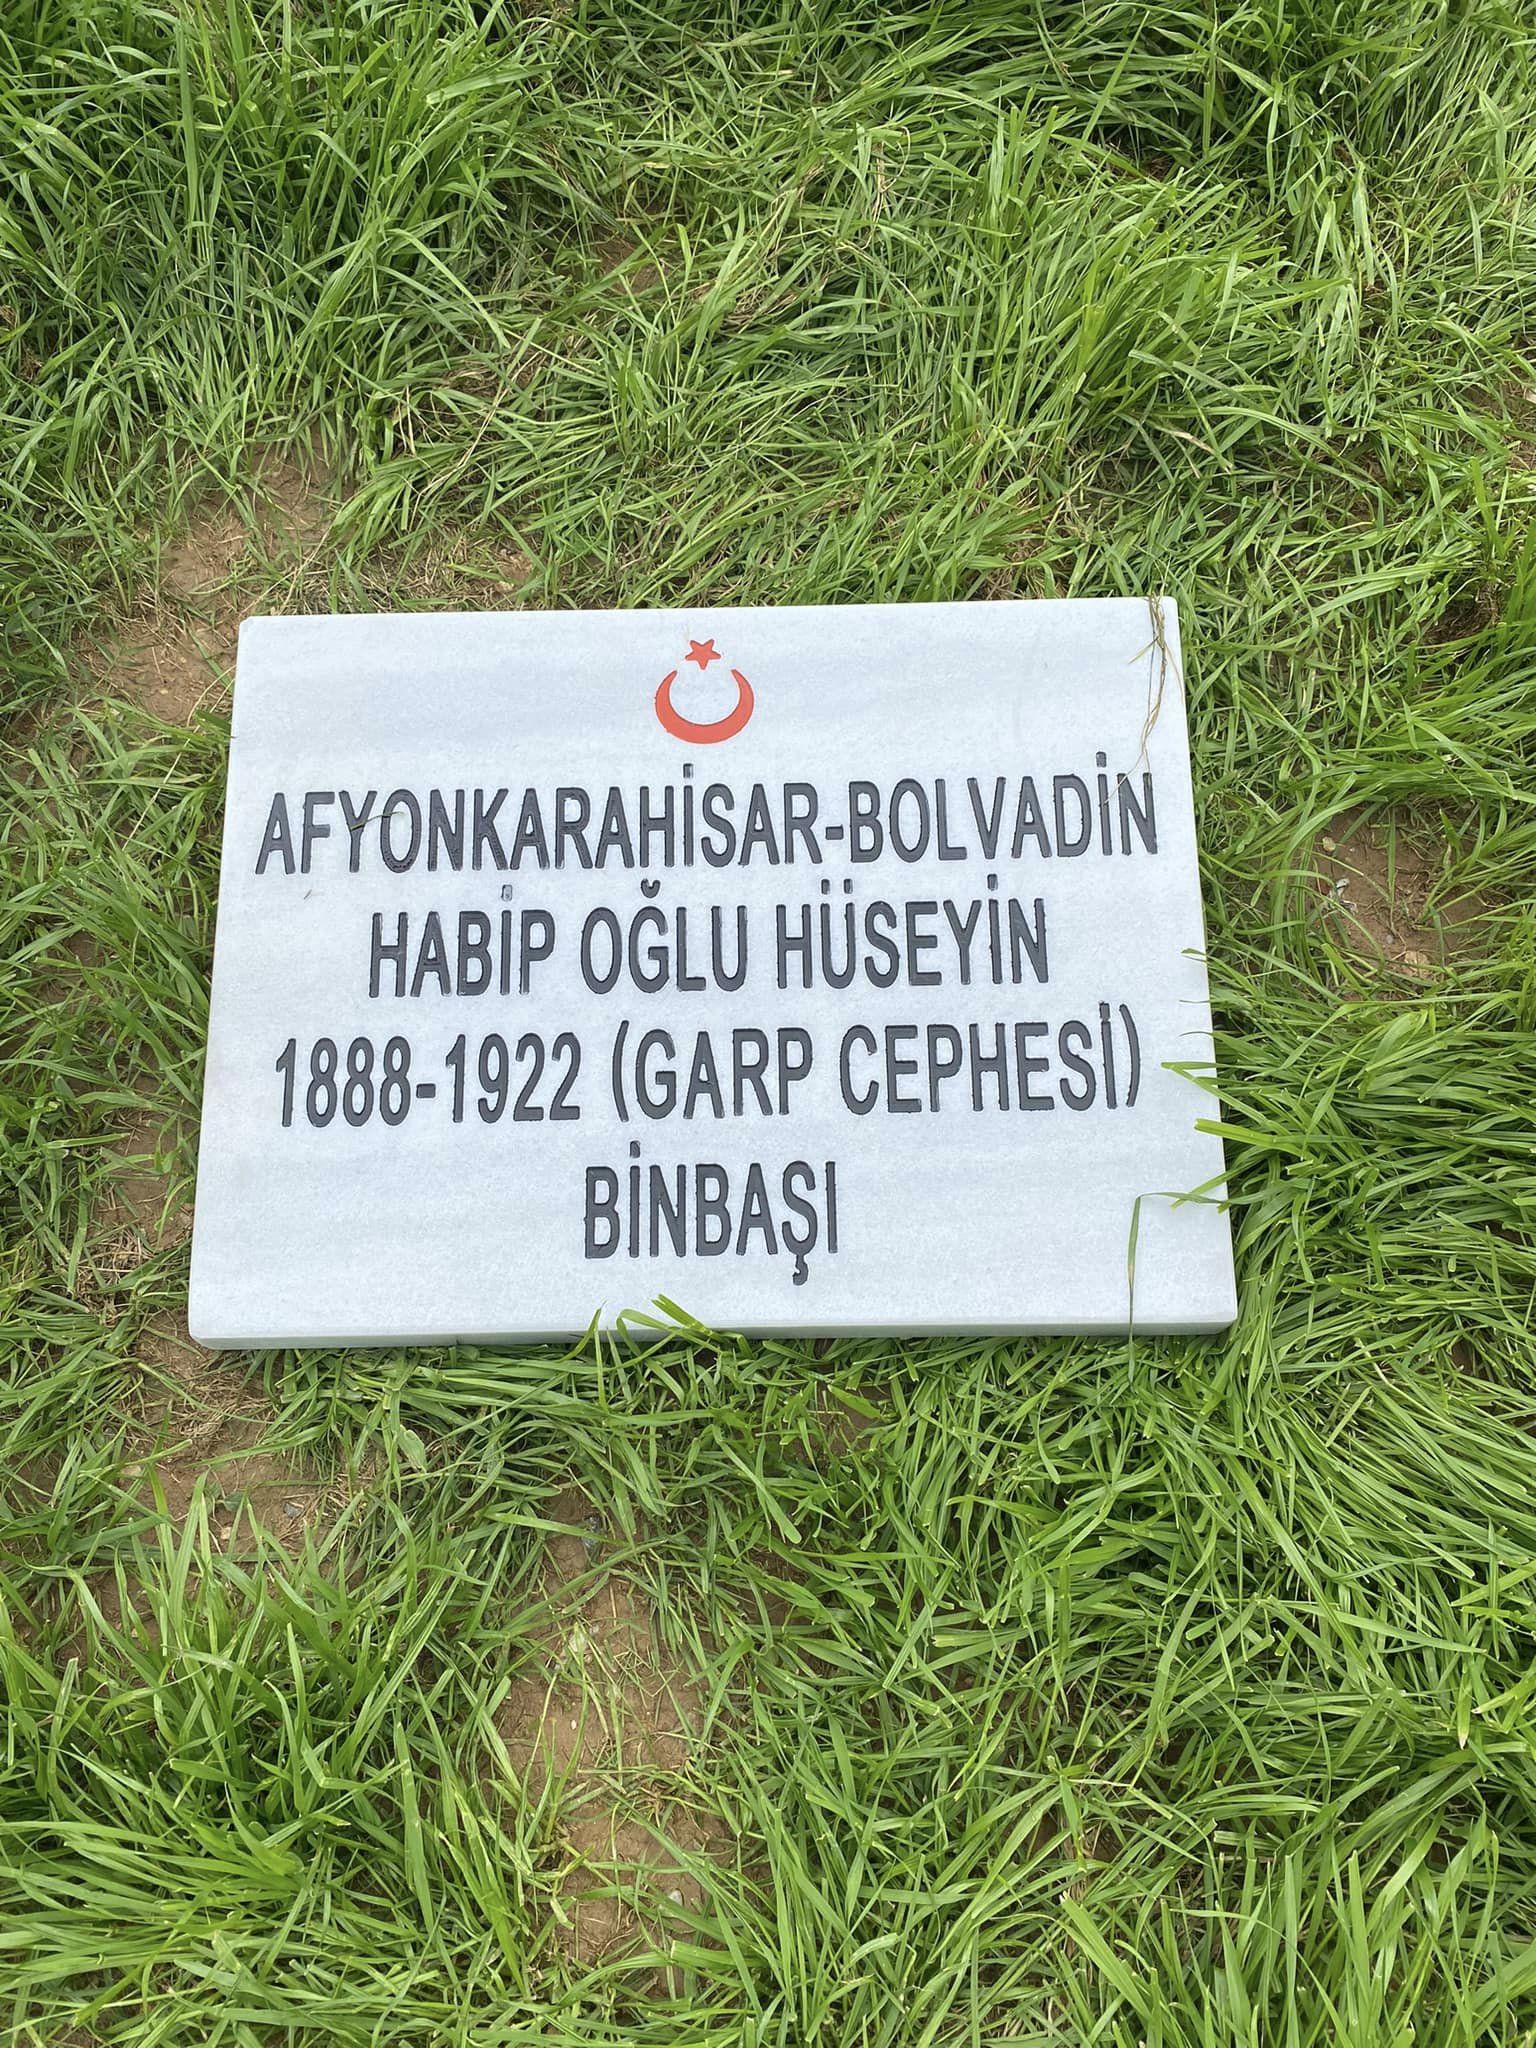 AFYONKARAHİSAR-BOLVADİN
HABİP OĞLU HÜSEYİN
1888-1922 (GARP CEPHESİ)
BİNBAŞI